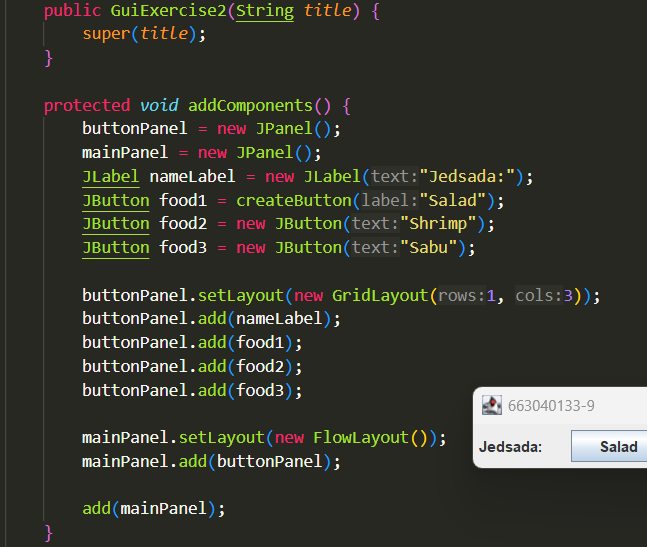 public GuiExercise2(String title) {
super(title);
}
protected void addComponents() {
buttonPanel = new JPanel();
mainPanel = new JPanel();
JLabel nameLabel = new JLabel(text:"Jedsada:");
JButton food1 = createButton(label:"Salad");
JButton food2 = new JButton(text:"Shrimp");
JButton food3 = new JButton(text:"Sabu");
buttonPanel.setLayout(new GridLayout(rows:1, cols:3));
buttonPanel.add(nameLabel);
buttonPanel.add(food1);
buttonPanel.add(food2);
buttonPanel.add(food3);
mainPanel.setLayout(new FlowLayout());
mainPanel.add(buttonPanel);
add(mainPanel);
}
663040133-9
Jedsada: Salad